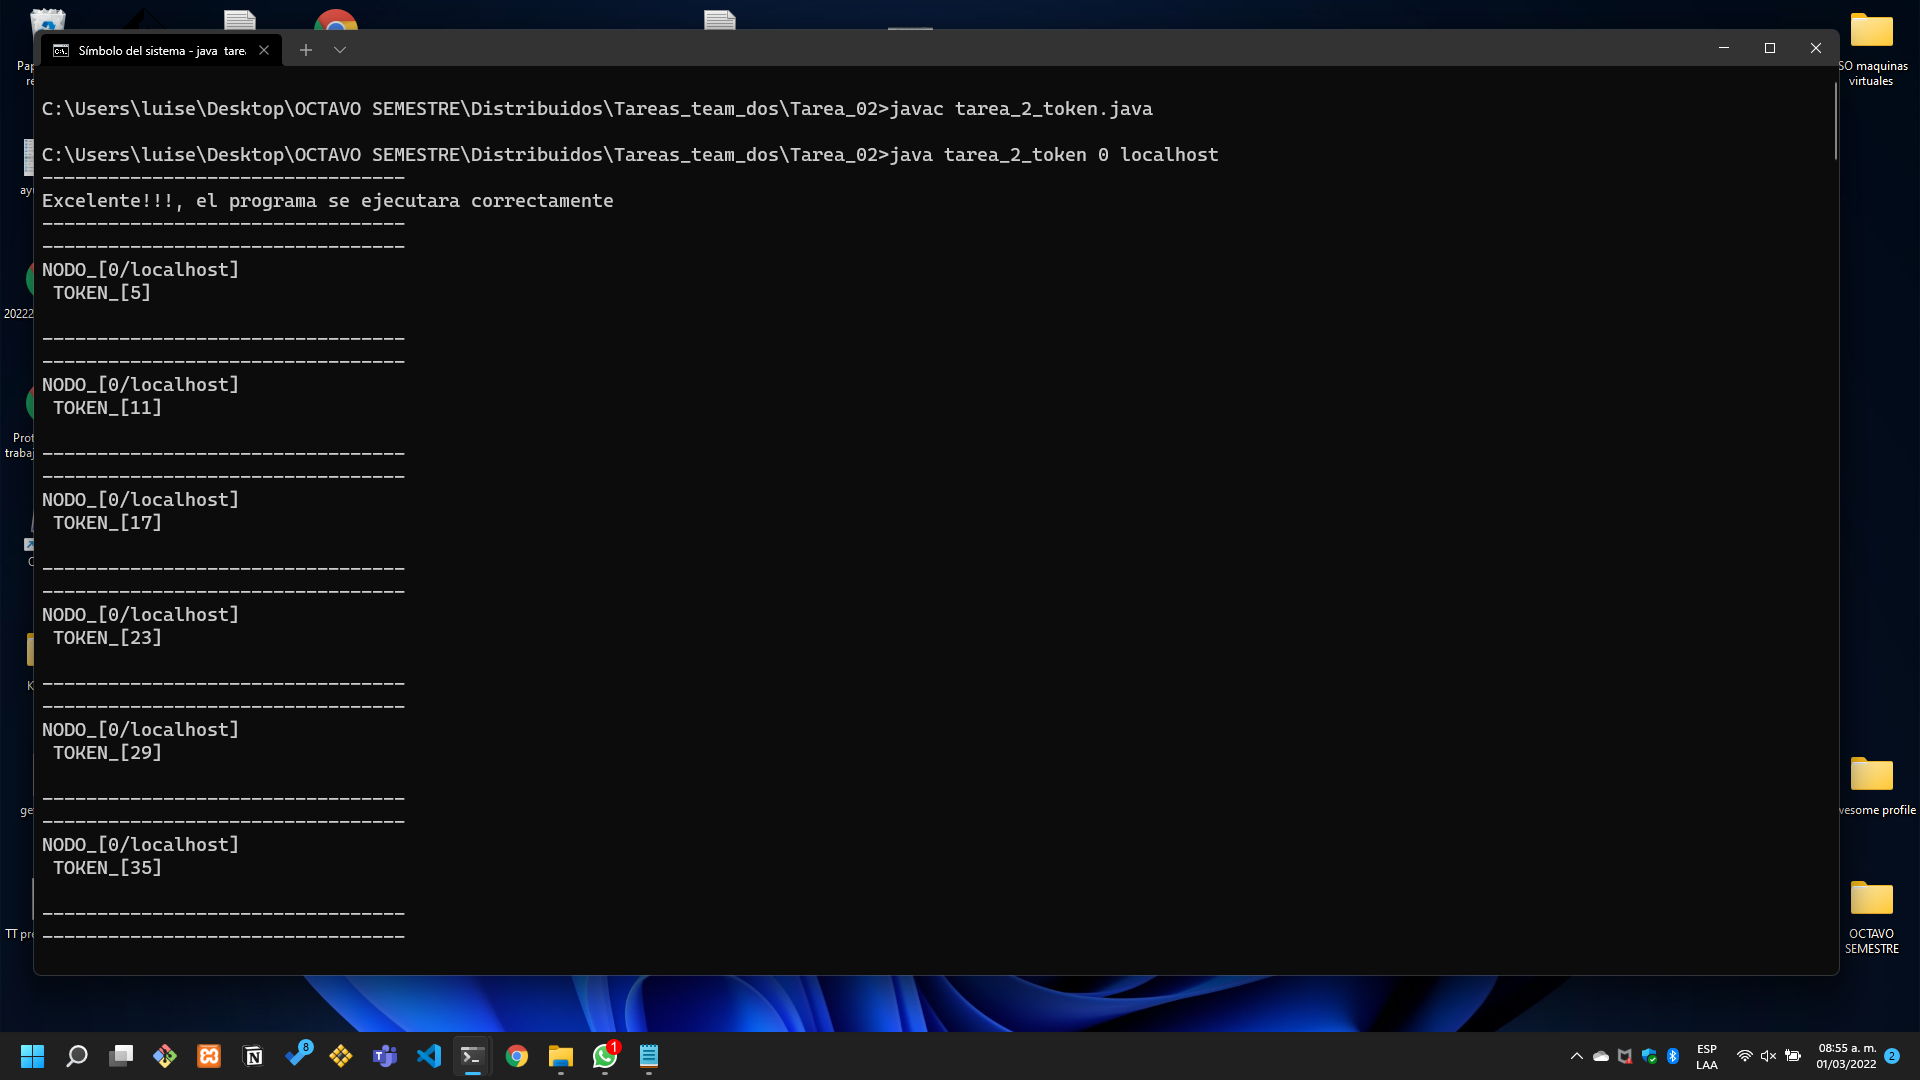 Símbolo del sistema - java tare
C:\Users\luise\Desktop\OCTAVO SEMESTRE\Distribuidos\Tareas_team_dos\Tarea_02>javac tarea_2_token.java
C:\Users\luise\Desktop\OCTAVO SEMESTRE\Distribuidos\Tareas_team_dos\Tarea_02>java tarea_2_token 0 localhost
---------------------------------
Excelente!!!, el programa se ejecutara correctamente
---------------------------------
---------------------------------
NODO_[0/localhost]
TOKEN_[5]
---------------------------------
---------------------------------
NODO_[0/localhost]
TOKEN_[11]
---------------------------------
---------------------------------
NODO_[0/localhost]
TOKEN_[17]
---------------------------------
---------------------------------
NODO_[0/localhost]
TOKEN_[23]
---------------------------------
---------------------------------
NODO_[0/localhost]
TOKEN_[29]
---------------------------------
---------------------------------
NODO_[0/localhost]
TOKEN_[35]
---------------------------------
---------------------------------
Pap
re
ay
20222
Prot
trabaj
C
K
ge
TT pr
SO maquinas
virtuales
wesome profile
OCTAVO
SEMESTRE
8
1
ESP
LAA
08:55 a. m.
01/03/2022
2